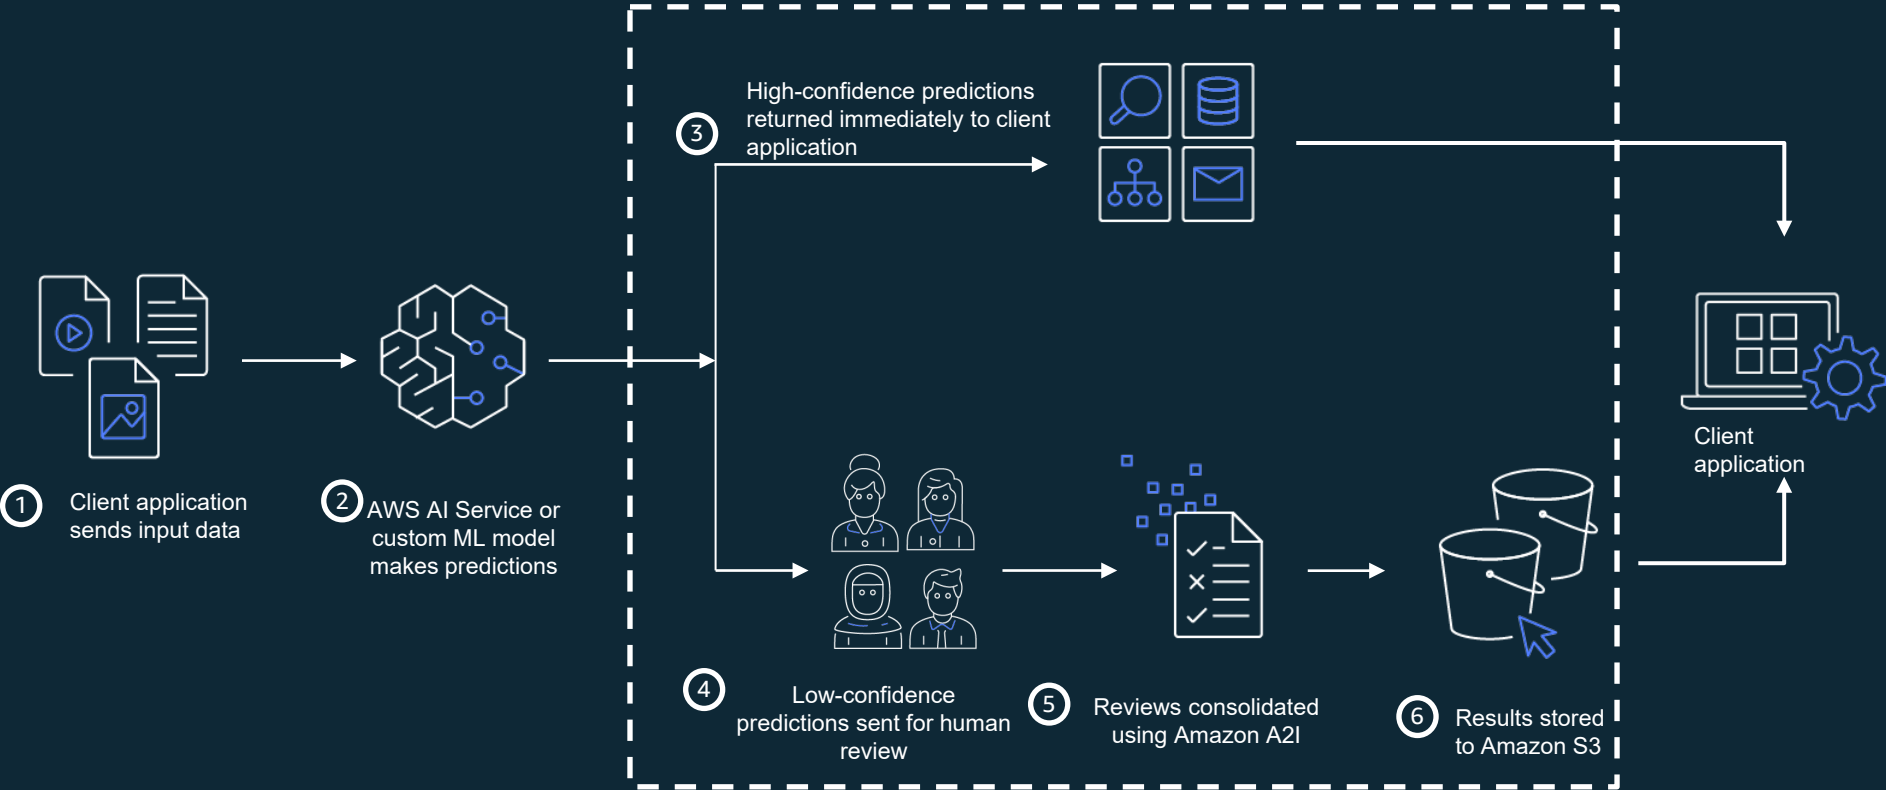 3
High-confidence predictions
returned immediately to client
application
1
Client application
sends input data
2
AWS AI Service or
custom ML model
makes predictions
Client
application
4
Low-confidence
predictions sent for human
review
5
Reviews consolidated
using Amazon A2I
6
Results stored
to Amazon S3